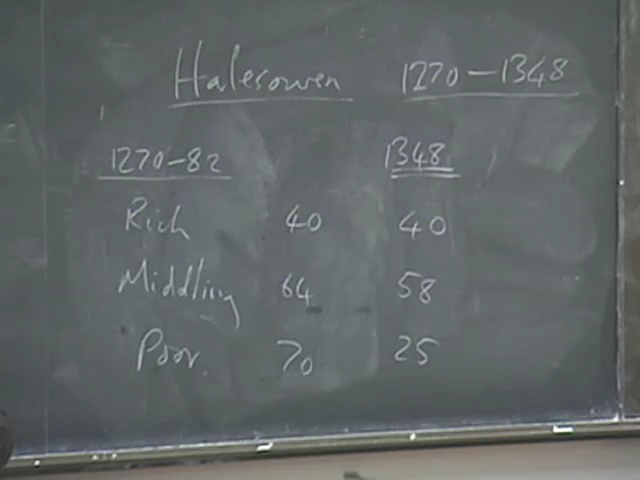 Halesowen 1270-1348
1270-82 1348
Rich 40 40
Middling 64 58
Poor 70 25